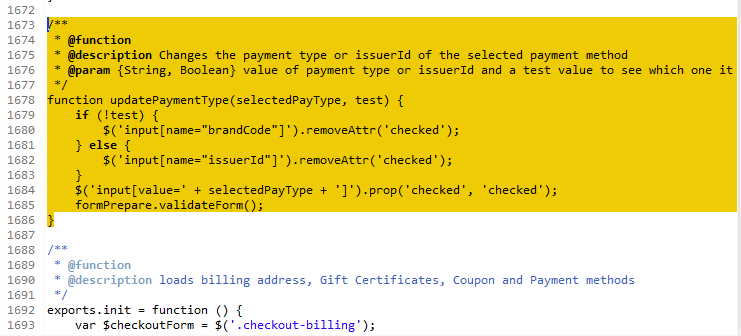 1672
1673 /**
1674  * @function
1675  * @description Changes the payment type or issuerId of the selected payment method
1676  * @param {String, Boolean} value of payment type or issuerId and a test value to see which one it
1677  */
1678 function updatePaymentType(selectedPayType, test) {
1679     if (!test) {
1680         $('input[name="brandCode"]').removeAttr('checked');
1681     } else {
1682         $('input[name="issuerId"]').removeAttr('checked');
1683     }
1684     $('input[value=' + selectedPayType + ']').prop('checked', 'checked');
1685     formPrepare.validateForm();
1686 }
1687
1688 /**
1689  * @function
1690  * @description loads billing address, Gift Certificates, Coupon and Payment methods
1691  */
1692 exports.init = function () {
1693     var $checkoutForm = $('.checkout-billing');